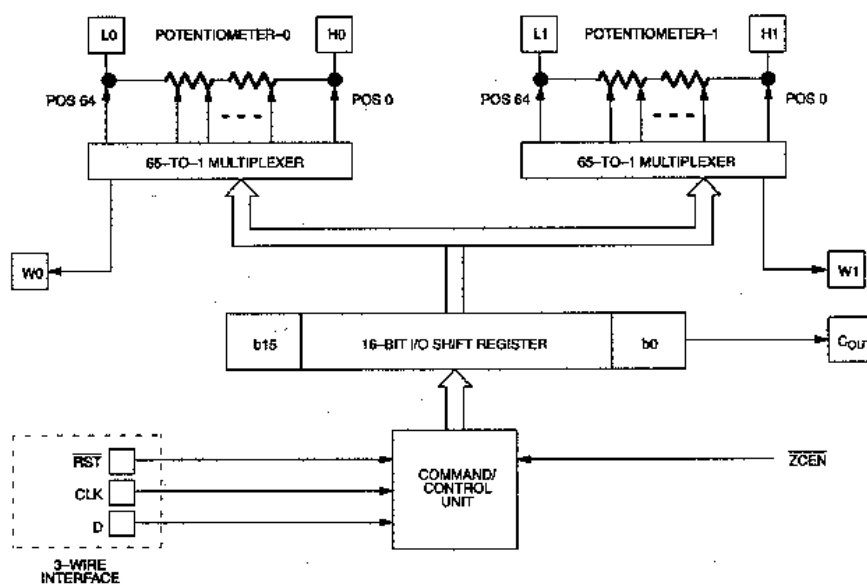 L0 POTENTIOMETER-0 H0 L1 POTENTIOMETER-1 H1
POS 64 POS 0 POS 64 POS 0
65-TO-1 MULTIPLEXER 65-TO-1 MULTIPLEXER
W0 W1
b15 16-BIT I/O SHIFT REGISTER b0 COUT
RST
CLK
D
COMMAND/
CONTROL
UNIT
ZCEN
3-WIRE
INTERFACE